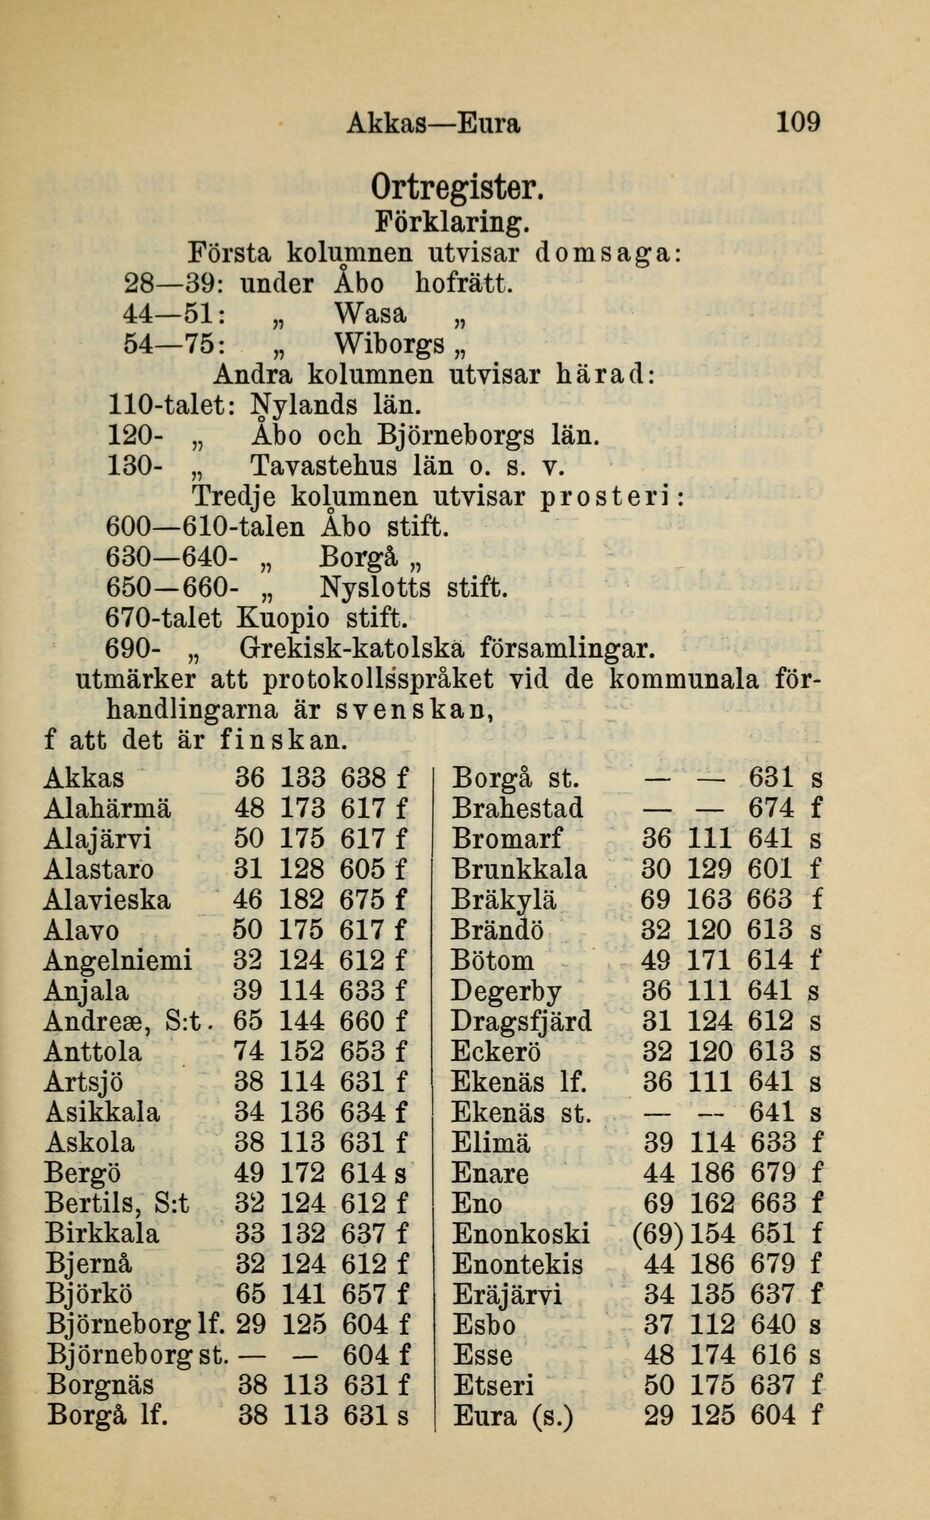 Akkas—Eura 109
Ortregister.
Förklaring.
Första kolumnen utvisar domsaga:
28—39: under Åbo hofrätt.
44—51: „ Wasa „
54—75: „ Wiborgs „
Andra kolumnen utvisar härad:
110-talet: Nylands län.
120- „ Åbo och Björneborgs län.
130- „ Tavastehus län o. s. v.
Tredje kolumnen utvisar prosteri:
600—610-talen Åbo stift.
630—640- „ Borgå „
650—660- „ Nyslotts stift.
670-talet Kuopio stift.
690- „ Grekisk-katolska församlingar.
utmärker att protokollsspråket vid de kommunala för-
handlingarna är svenskan,
f att det är finskan.
Akkas 36 133 638 f
Alahärmä 48 173 617 f
Alajärvi 50 175 617 f
Alastaro 31 128 605 f
Alavieska 46 182 675 f
Alavo 50 175 617 f
Angelniemi 32 124 612 f
Anjala 39 114 633 f
Andreæ, S:t. 65 144 660 f
Anttola 74 152 653 f
Artsjö 38 114 631 f
Asikkala 34 136 634 f
Askola 38 113 631 f
Bergö 49 172 614 s
Bertils, S:t 32 124 612 f
Birkkala 33 132 637 f
Bjernå 32 124 612 f
Björkö 65 141 657 f
Björneborg lf. 29 125 604 f
Björneborg st. — — 604 f
Borgnäs 38 113 631 f
Borgå lf. 38 113 631 s
Borgå st. — — 631 s
Brahestad — — 674 f
Bromarf 36 111 641 s
Brunkkala 30 129 601 f
Bräkylä 69 163 663 f
Brändö 32 120 613 s
Bötom 49 171 614 f
Degerby 36 111 641 s
Dragsfjärd 31 124 612 s
Eckerö 32 120 613 s
Ekenäs lf. 36 111 641 s
Ekenäs st. — — 641 s
Elimä 39 114 633 f
Enare 44 186 679 f
Eno 69 162 663 f
Enonkoski (69) 154 651 f
Enontekis 44 186 679 f
Eräjärvi 34 135 637 f
Esbo 37 112 640 s
Esse 48 174 616 s
Etseri 50 175 637 f
Eura (s.) 29 125 604 f